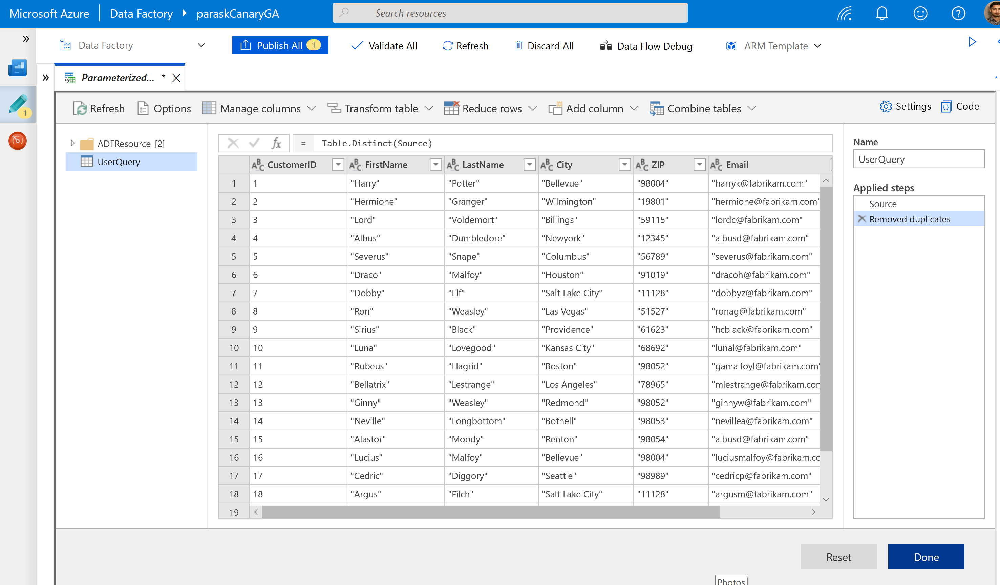 Microsoft Azure Data Factory paraskCanaryGA Search resources
Data Factory Publish All 1 Validate All Refresh Discard All Data Flow Debug ARM Template
Parameterized... *
1
Refresh Options Manage columns Transform table Reduce rows Add column Combine tables Settings Code
ADFResource [2]
UserQuery
fx = Table.Distinct(Source)
ABC CustomerID ABC FirstName ABC LastName ABC City ABC ZIP ABC Email
1 1 "Harry" "Potter" "Bellevue" "98004" "harryk@fabrikam.com"
2 2 "Hermione" "Granger" "Wilmington" "19801" "hermione@fabrikam.com"
3 3 "Lord" "Voldemort" "Billings" "59115" "lordc@fabrikam.com"
4 4 "Albus" "Dumbledore" "Newyork" "12345" "albusd@fabrikam.com"
5 5 "Severus" "Snape" "Columbus" "56789" "severus@fabrikam.com"
6 6 "Draco" "Malfoy" "Houston" "91019" "dracoh@fabrikam.com"
7 7 "Dobby" "Elf" "Salt Lake City" "11128" "dobbyz@fabrikam.com"
8 8 "Ron" "Weasley" "Las Vegas" "51527" "ronag@fabrikam.com"
9 9 "Sirius" "Black" "Providence" "61623" "hcblack@fabrikam.com"
10 10 "Luna" "Lovegood" "Kansas City" "68692" "lunal@fabrikam.com"
11 11 "Rubeus" "Hagrid" "Boston" "98052" "gamalfoyl@fabrikam.com"
12 12 "Bellatrix" "Lestrange" "Los Angeles" "78965" "mlestrange@fabrikam.com
13 13 "Ginny" "Weasley" "Redmond" "98052" "ginnyw@fabrikam.com"
14 14 "Neville" "Longbottom" "Bothell" "98053" "nevillea@fabrikam.com"
15 15 "Alastor" "Moody" "Renton" "98054" "albusd@fabrikam.com"
16 16 "Lucius" "Malfoy" "Bellevue" "98004" "luciusmalfoy@fabrikam.cc
17 17 "Cedric" "Diggory" "Seattle" "98989" "cedricp@fabrikam.com"
18 18 "Argus" "Filch" "Salt Lake City" "11128" "argusm@fabrikam.com"
19
Name
UserQuery
Applied steps
Source
Removed duplicates
Reset Done
Photos